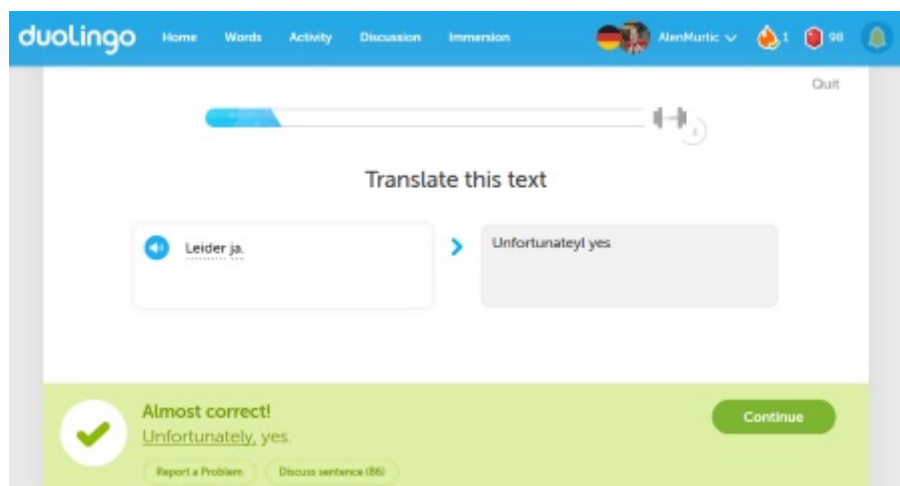 duolingo Home Words Activity Discussion Immersion AlenMurtic 1 98
Quit
4
Translate this text
Leider ja.
Unfortunateyl yes
Almost correct!
Unfortunately, yes.
Continue
Report a Problem Discuss sentence (86)